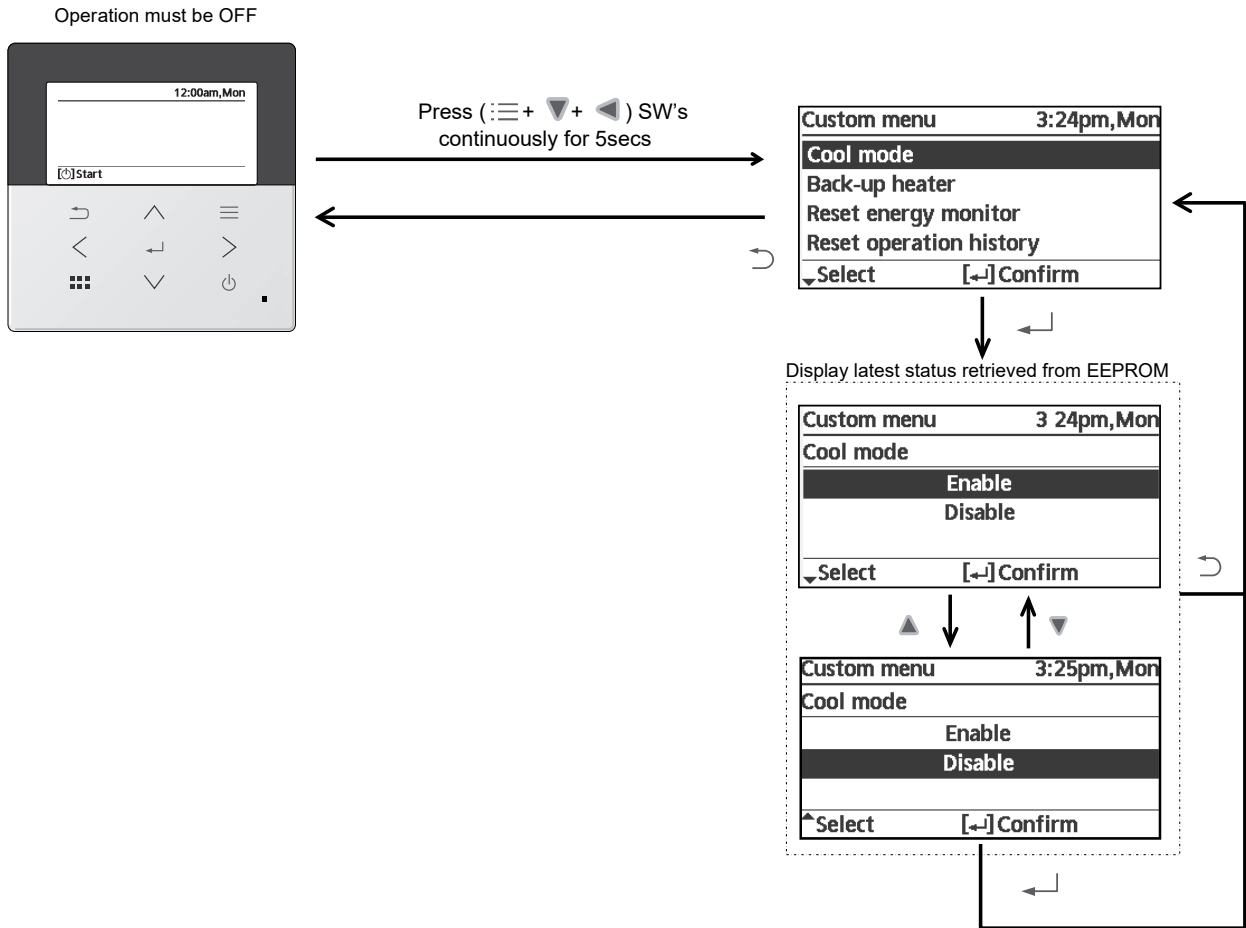 Operation must be OFF
12:00am,Mon
[⏻]Start
Press ( + ▼+ ◀ ) SW's
continuously for 5secs
Custom menu 3:24pm,Mon
Cool mode
Back-up heater
Reset energy monitor
Reset operation history
Select [↵]Confirm
Display latest status retrieved from EEPROM
Custom menu 3 24pm,Mon
Cool mode
Enable
Disable
Select [↵]Confirm
Custom menu 3:25pm,Mon
Cool mode
Enable
Disable
Select [↵]Confirm